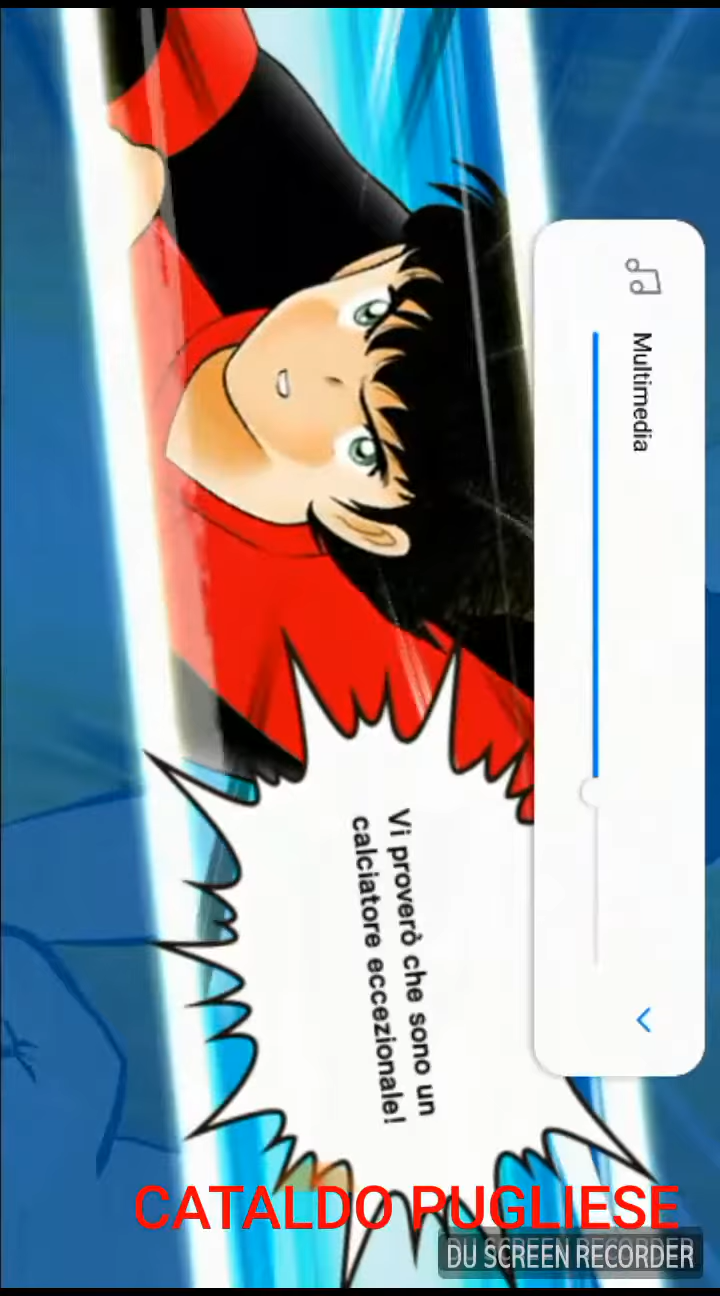 Multimedia
Vi proverò che sono un
calciatore eccezionale!
CATALDO PUGLIESE
DU SCREEN RECORDER